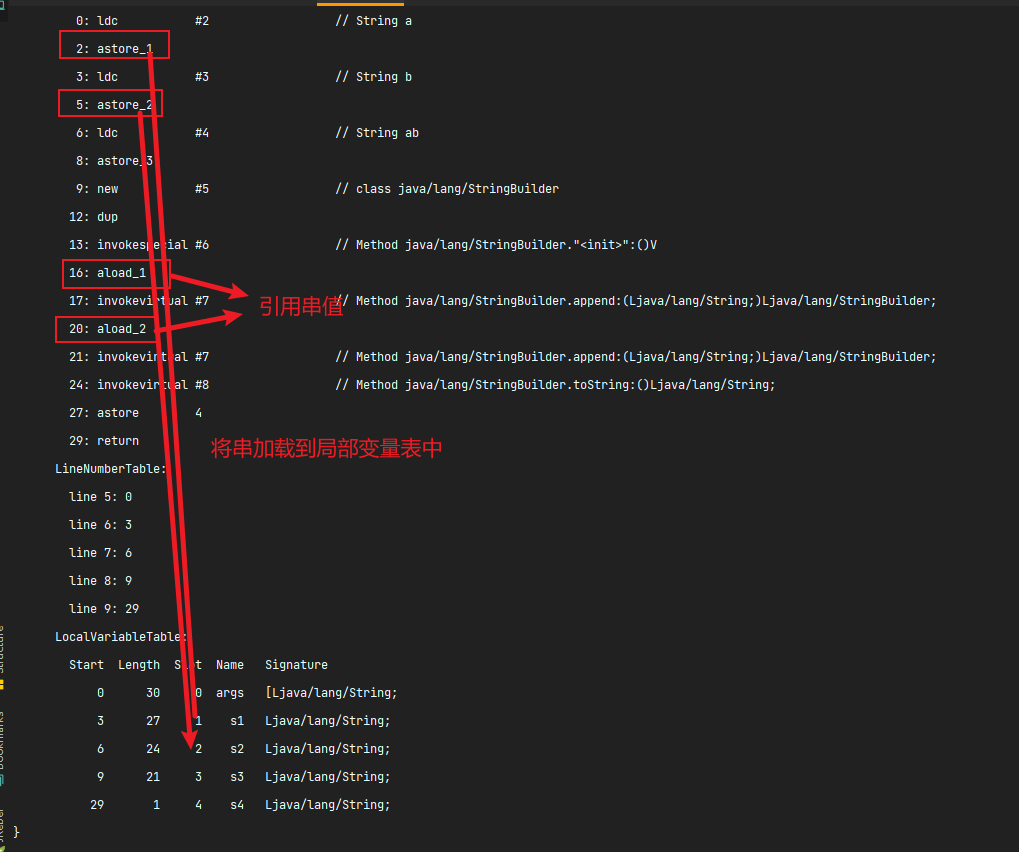 0: ldc #2 // String a
2: astore_1
3: ldc #3 // String b
5: astore_2
6: ldc #4 // String ab
8: astore_3
9: new #5 // class java/lang/StringBuilder
12: dup
13: invokespecial #6 // Method java/lang/StringBuilder."<init>":()V
16: aload_1
引用串值
17: invokevirtual #7 // Method java/lang/StringBuilder.append:(Ljava/lang/String;)Ljava/lang/StringBuilder;
20: aload_2
21: invokevirtual #7 // Method java/lang/StringBuilder.append:(Ljava/lang/String;)Ljava/lang/StringBuilder;
24: invokevirtual #8 // Method java/lang/StringBuilder.toString:()Ljava/lang/String;
27: astore 4
29: return
将串加载到局部变量表中
LineNumberTable:
line 5: 0
line 6: 3
line 7: 6
line 8: 9
line 9: 29
LocalVariableTable:
Start Length Slot Name Signature
0 30 0 args [Ljava/lang/String;
3 27 1 s1 Ljava/lang/String;
6 24 2 s2 Ljava/lang/String;
9 21 3 s3 Ljava/lang/String;
29 1 4 s4 Ljava/lang/String;
}